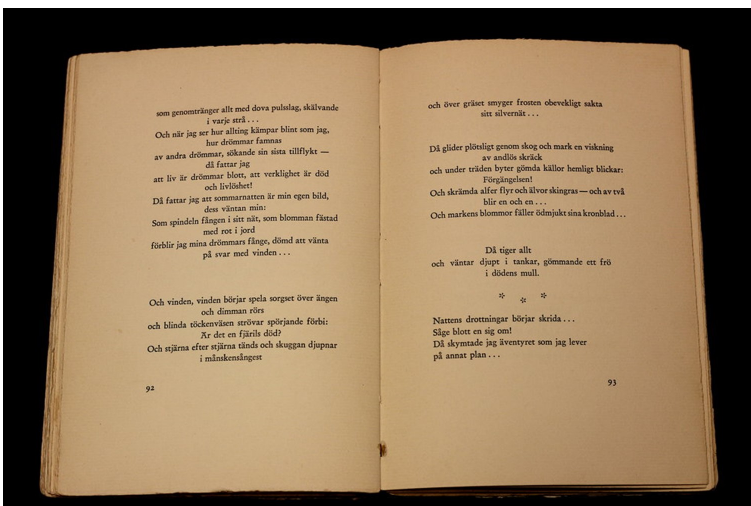 som genomtränger allt med dova pulsslag, skälvande
i varje strå . . .
Och när jag ser hur allting kämpar blint som jag,
hur drömmar famnas
av andra drömmar, sökande sin sista tillflykt —
då fattar jag
att liv är drömmar blott, att verklighet är död
och livlöshet!
Då fattar jag att sommarnatten är min egen bild,
dess väntan min:
Som spindeln fången i sitt nät, som blomman fästad
med rot i jord
förblir jag mina drömmars fånge, dömd att vänta
på svar med vinden . . .
Och vinden, vinden börjar spela sorgset över ängen
och dimman rörs
och blinda töckenväsen strövar spörjande förbi:
Är det en fjärils död?
Och stjärna efter stjärna tänds och skuggan djupnar
i månskensångest
92
och över gräset smyger frosten obevekligt sakta
sitt silvernät . . .
Då glider plötsligt genom skog och mark en viskning
av andlös skräck
och under träden byter gömda källor hemligt blickar:
Förgängelsen!
Och skrämda alfer flyr och älvor skingras — och av två
blir en och en . . .
Och markens blommor fäller ödmjukt sina kronblad . . .
Då tiger allt
och väntar djupt i tankar, gömmande ett frö
i dödens mull.
Nattens drottningar börjar skrida . . .
Såge blott en sig om!
Då skymtade jag äventyret som jag lever
på annat plan . . .
93